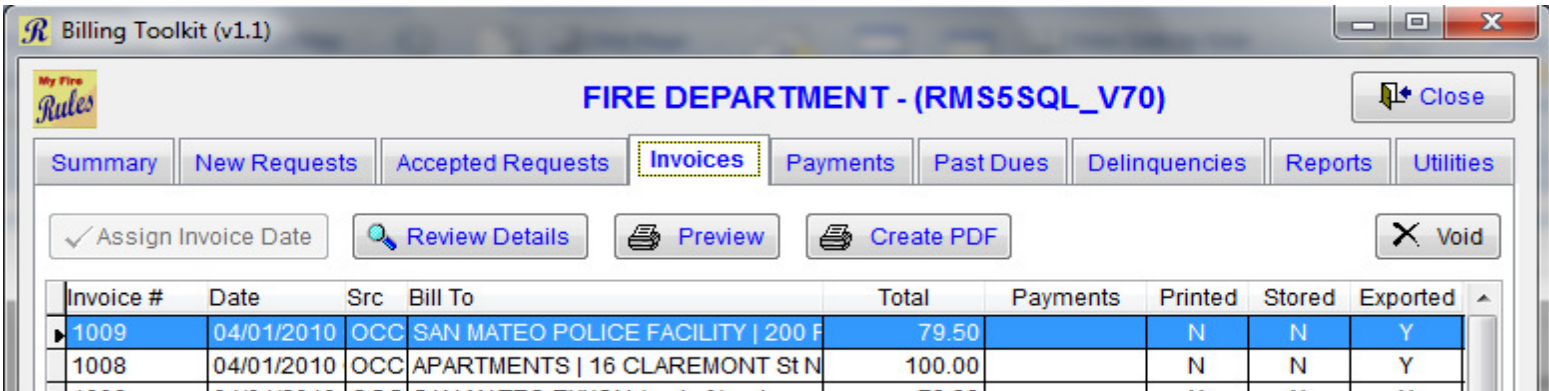 R Billing Toolkit (v1.1)
My Fire
Rules
FIRE DEPARTMENT - (RMS5SQL_V70)
Close
Summary New Requests Accepted Requests Invoices Payments Past Dues Delinquencies Reports Utilities
Assign Invoice Date Review Details Preview Create PDF Void
Invoice # Date Src Bill To Total Payments Printed Stored Exported
1009 04/01/2010 OCC SAN MATEO POLICE FACILITY | 200 79.50 N N Y
1008 04/01/2010 OCC APARTMENTS | 16 CLAREMONT St N 100.00 N N Y